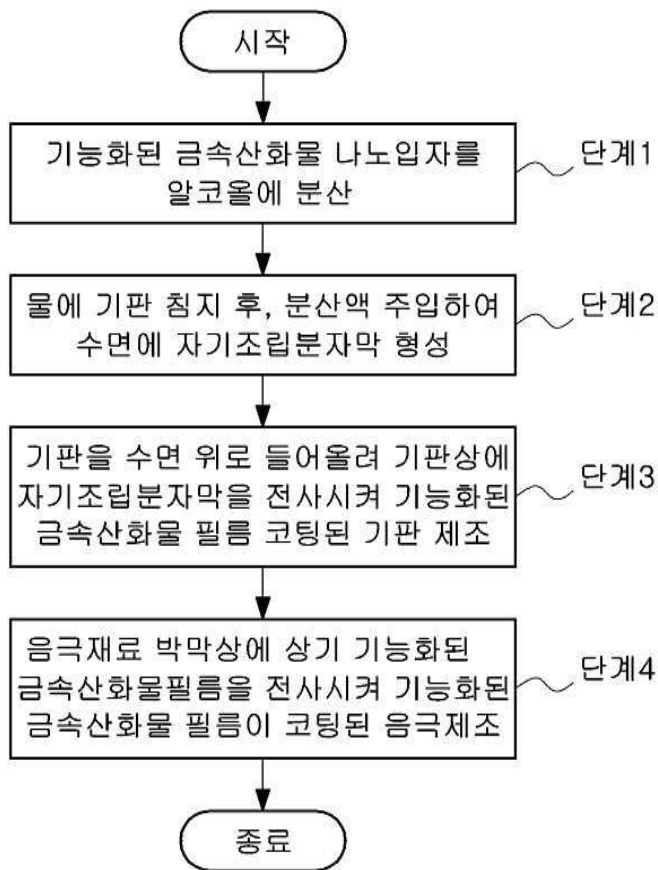 시작
기능화된 금속산화물 나노입자를
알코올에 분산
단계1
물에 기판 침지 후, 분산액 주입하여
수면에 자기조립분자막 형성
단계2
기판을 수면 위로 들어올려 기판상에
자기조립분자막을 전사시켜 기능화된
금속산화물 필름 코팅된 기판 제조
단계3
음극재료 박막상에 상기 기능화된
금속산화물필름을 전사시켜 기능화된
금속산화물 필름이 코팅된 음극제조
단계4
종료